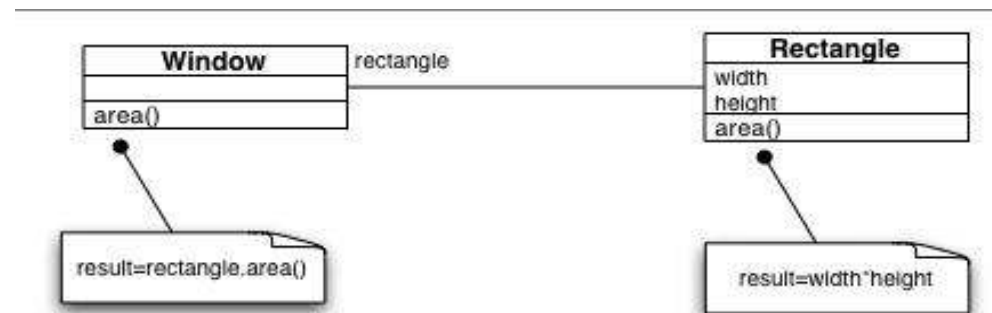 Window
area()
rectangle
Rectangle
width
height
area()
result=rectangle.area()
result=width*height